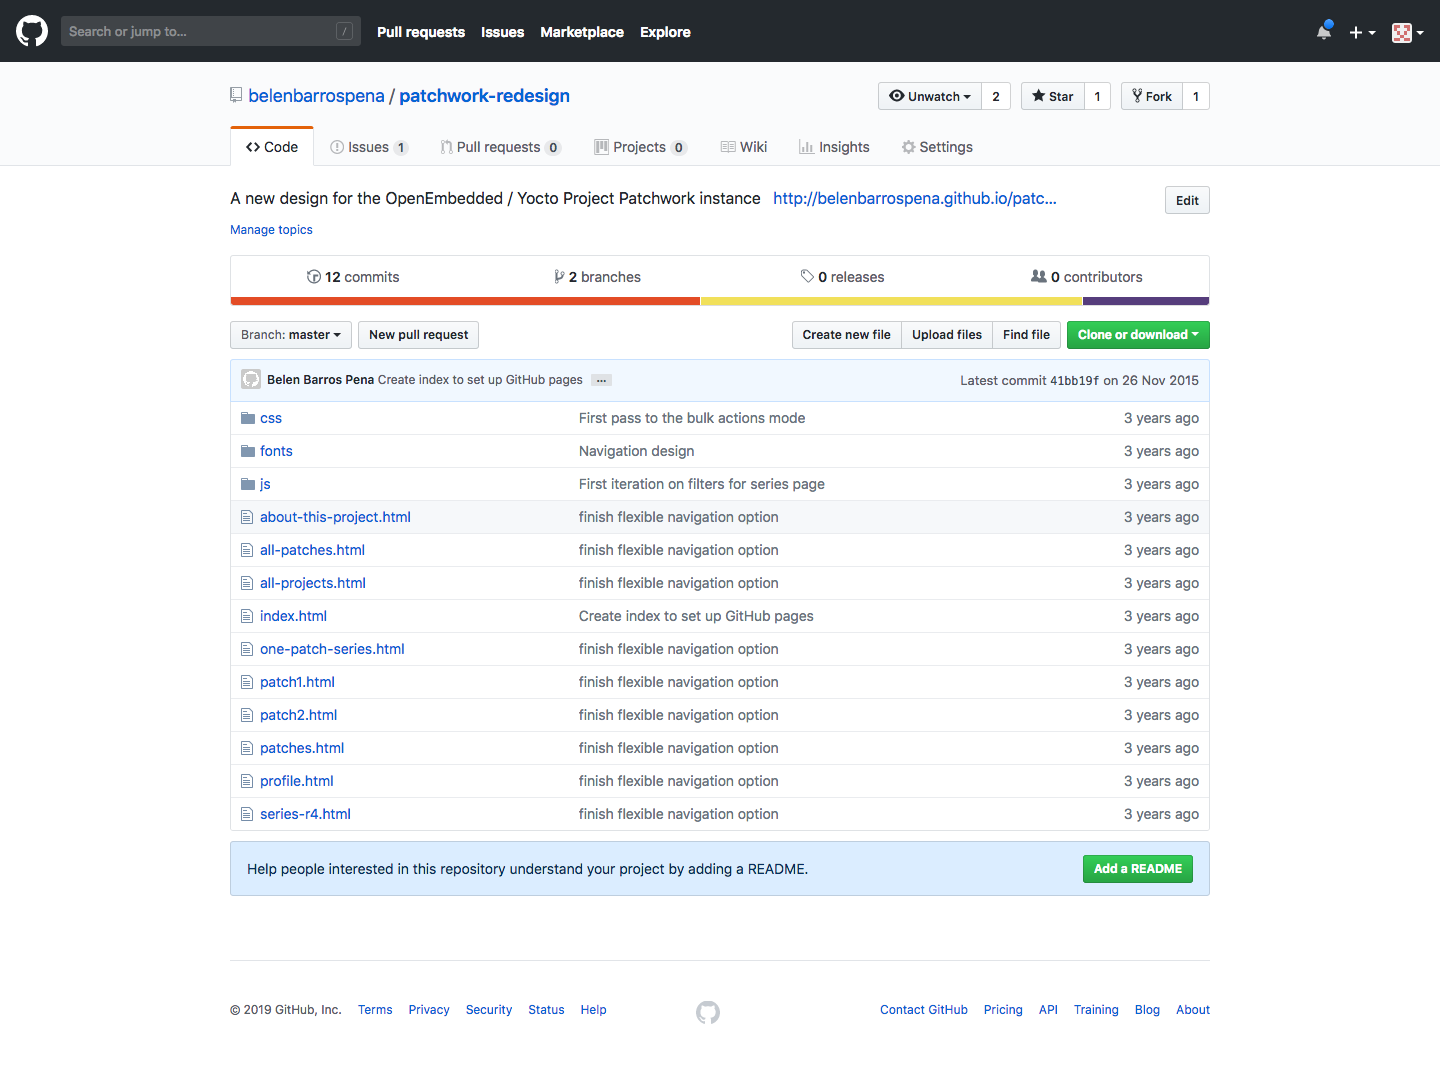 Search or jump to... / Pull requests Issues Marketplace Explore
belenbarrospena / patchwork-redesign Unwatch 2 Star 1 Fork 1
Code Issues 1 Pull requests 0 Projects 0 Wiki Insights Settings
A new design for the OpenEmbedded / Yocto Project Patchwork instance http://belenbarrospena.github.io/patc... Edit
Manage topics
12 commits 2 branches 0 releases 0 contributors
Branch: master New pull request Create new file Upload files Find file Clone or download
Belen Barros Pena Create index to set up GitHub pages ... Latest commit 41bb19f on 26 Nov 2015
css First pass to the bulk actions mode 3 years ago
fonts Navigation design 3 years ago
js First iteration on filters for series page 3 years ago
about-this-project.html finish flexible navigation option 3 years ago
all-patches.html finish flexible navigation option 3 years ago
all-projects.html finish flexible navigation option 3 years ago
index.html Create index to set up GitHub pages 3 years ago
one-patch-series.html finish flexible navigation option 3 years ago
patch1.html finish flexible navigation option 3 years ago
patch2.html finish flexible navigation option 3 years ago
patches.html finish flexible navigation option 3 years ago
profile.html finish flexible navigation option 3 years ago
series-r4.html finish flexible navigation option 3 years ago
Help people interested in this repository understand your project by adding a README. Add a README
© 2019 GitHub, Inc. Terms Privacy Security Status Help Contact GitHub Pricing API Training Blog About